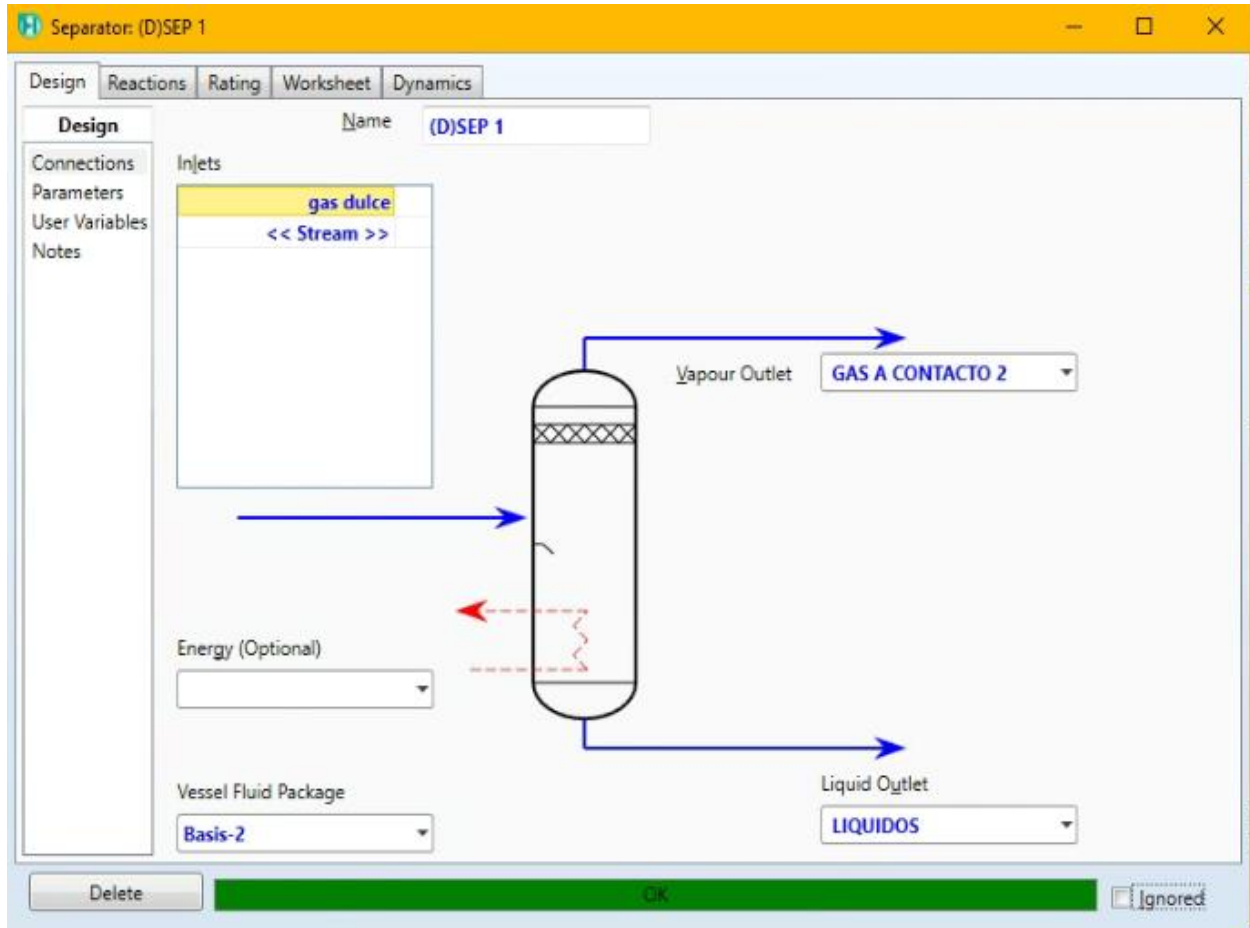 Separator: (D)SEP 1
Design Reactions Rating Worksheet Dynamics
Design
Connections
Parameters
User Variables
Notes
Name (D)SEP 1
Inlets
gas dulce
<< Stream >>
Vapour Outlet GAS A CONTACTO 2
Energy (Optional)
Vessel Fluid Package
Basis-2
Liquid Outlet
LIQUIDOS
Delete OK Ignored